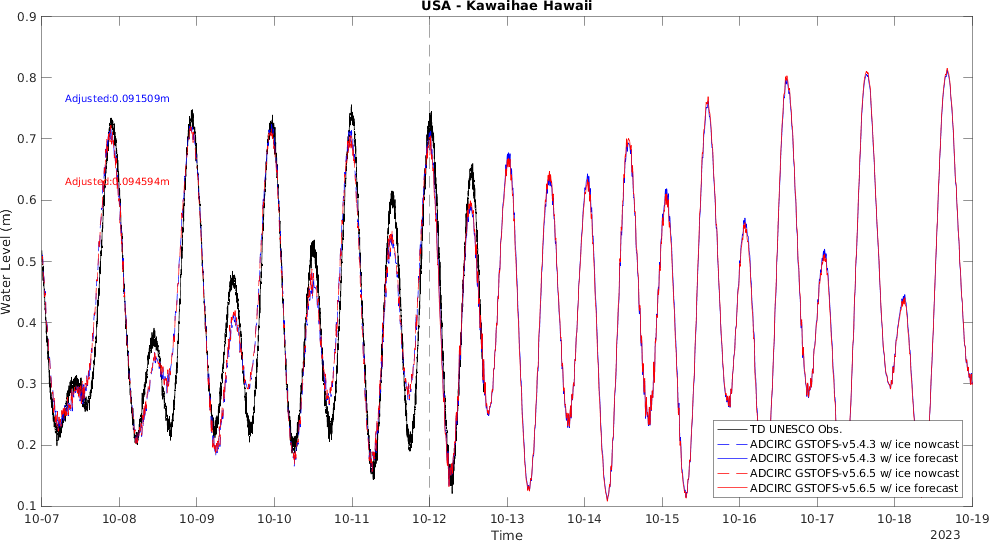 USA - Kawaihae Hawaii
0.9
0.8
0.7
0.6
0.5
0.4
0.3
0.2
0.1
Water Level (m)
Adjusted:0.091509m
Adjusted:0.094594m
TD UNESCO Obs.
ADCIRC GSTOFS-v5.4.3 w/ ice nowcast
ADCIRC GSTOFS-v5.4.3 w/ ice forecast
ADCIRC GSTOFS-v5.6.5 w/ ice nowcast
ADCIRC GSTOFS-v5.6.5 w/ ice forecast
10-07 10-08 10-09 10-10 10-11 10-12 10-13 10-14 10-15 10-16 10-17 10-18 10-19
Time
2023